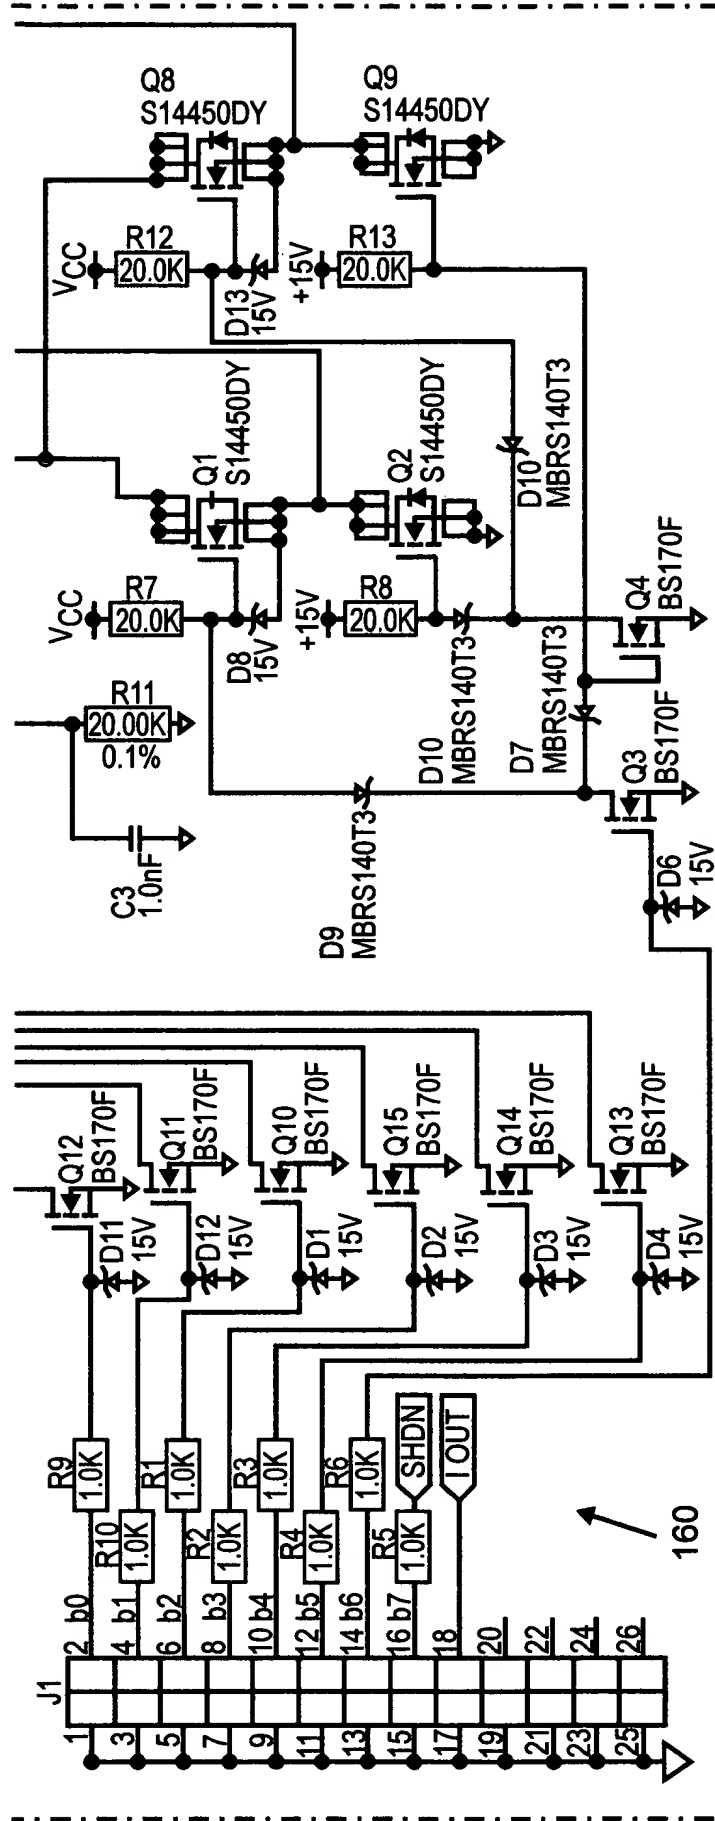 Q8
S14450DY
Q9
S14450DY
VCC
R12
20.0K
D13
15V
+15V
R13
20.0K
Q1
S14450DY
Q2
S14450DY
D10
MBRS140T3
VCC
R7
20.0K
D8
15V
+15V
R8
20.0K
Q4
BS170F
R11
20.00K
0.1%
D10
MBRS140T3
D7
MBRS140T3
Q3
BS170F
C3
1.0nF
D9
MBRS140T3
D6
15V
Q12
BS170F
Q11
BS170F
Q10
BS170F
Q15
BS170F
Q14
BS170F
Q13
BS170F
D11
15V
D12
15V
D1
15V
D2
15V
D3
15V
D4
15V
R9
1.0K
R10
1.0K
R1
1.0K
R2
1.0K
R3
1.0K
R4
1.0K
R6
1.0K
R5
1.0K
SHDN
I OUT
160
J1
2 b0
4 b1
6 b2
8 b3
10 b4
12 b5
14 b6
16 b7
18
20
22
24
26
1
3
5
7
9
11
13
15
17
19
21
23
25